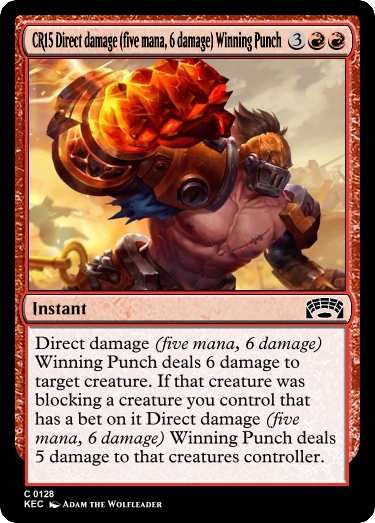 CR15 Direct damage (five mana, 6 damage) Winning Punch 3
Instant
Direct damage (five mana, 6 damage)
Winning Punch deals 6 damage to
target creature. If that creature was
blocking a creature you control that
has a bet on it Direct damage (five
mana, 6 damage) Winning Punch deals
5 damage to that creatures controller.
C 0128
KEC Adam the Wolfleader